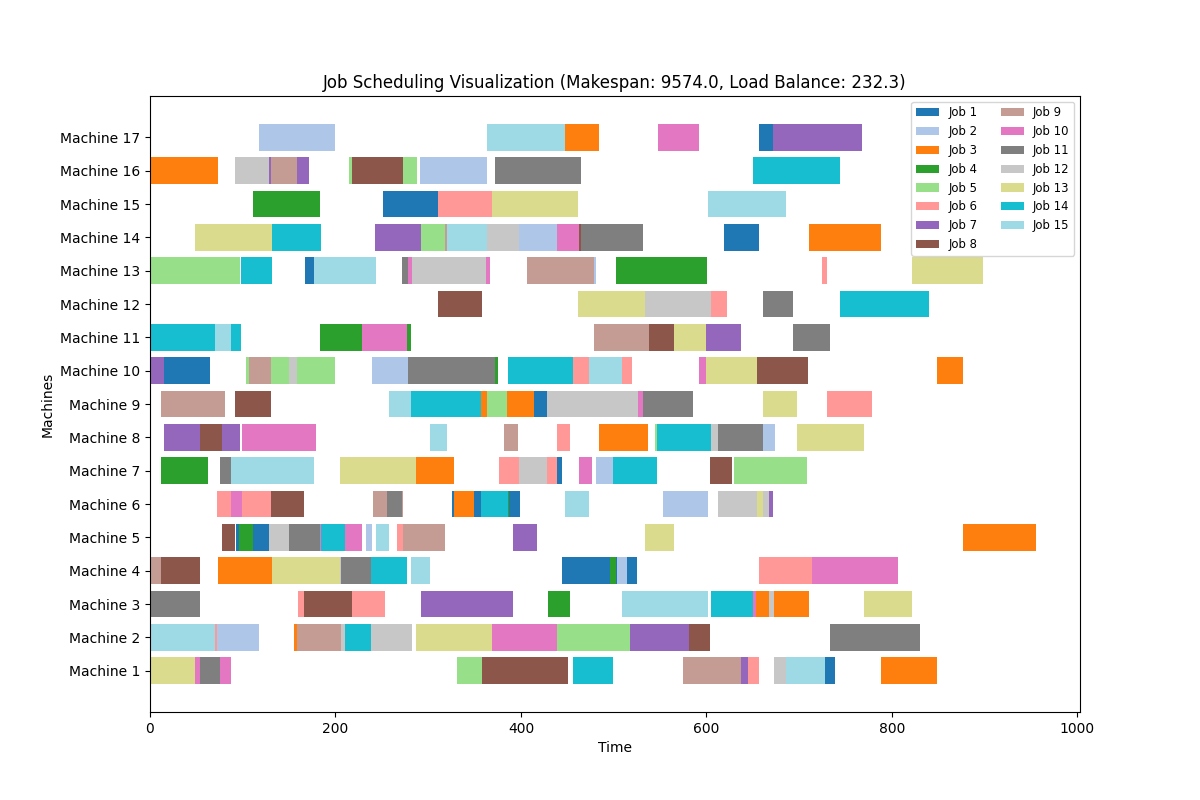 Job Scheduling Visualization (Makespan: 9574.0, Load Balance: 232.3)
Machine 17
Machine 16
Machine 15
Machine 14
Machine 13
Machine 12
Machine 11
Machine 10
Machine 9
Machine 8
Machine 7
Machine 6
Machine 5
Machine 4
Machine 3
Machine 2
Machine 1
Machines
0 200 400 600 800 1000
Time
Job 1
Job 2
Job 3
Job 4
Job 5
Job 6
Job 7
Job 8
Job 9
Job 10
Job 11
Job 12
Job 13
Job 14
Job 15